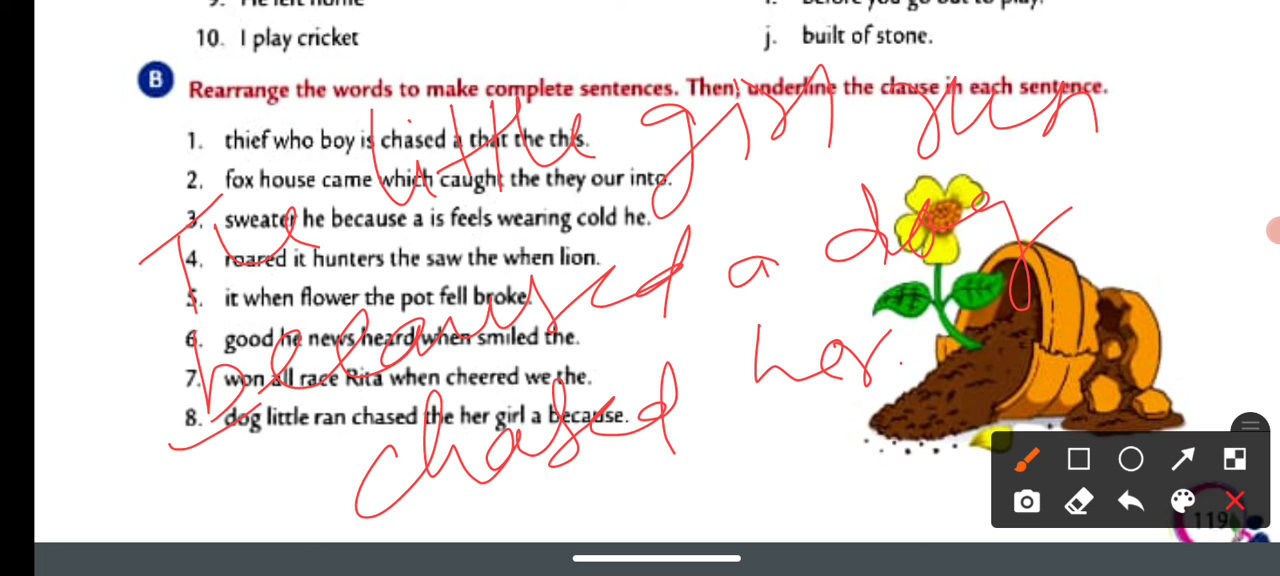 10. I play cricket
j. built of stone.
B Rearrange the words to make complete sentences. Then, underline the clause in each sentence.
1. thief who boy is chased a that the this.
2. fox house came which caught the they our into.
3. sweater he because a is feels wearing cold he.
4. roared it hunters the saw the when lion.
5. it when flower the pot fell broke.
6. good he news heard when smiled the.
7. won all race Rita when cheered we the.
8. dog little ran chased the her girl a because.
The little girl
a dog
chased her.
119